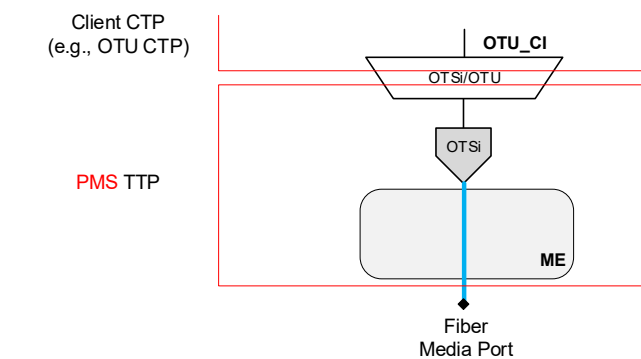 Client CTP
(e.g., OTU CTP)
OTU_CI
OTSi/OTU
OTSi
PMS TTP
ME
Fiber
Media Port